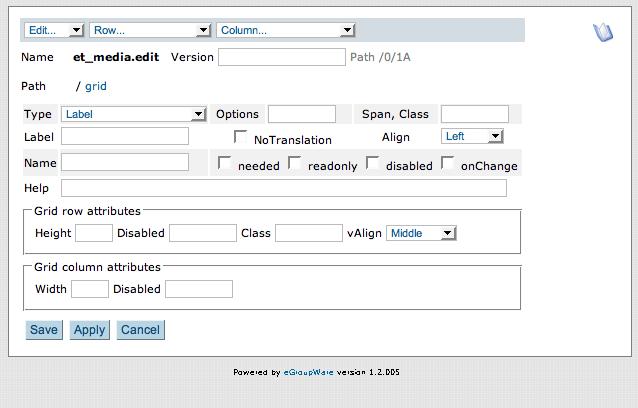 Edit... Row... Column...
Name et_media.edit Version Path /0/1A
Path / grid
Type Label Options Span, Class
Label NoTranslation Align Left
Name needed readonly disabled onChange
Help
Grid row attributes
Height Disabled Class vAlign Middle
Grid column attributes
Width Disabled
Save Apply Cancel
Powered by eGroupWare version 1.2.005